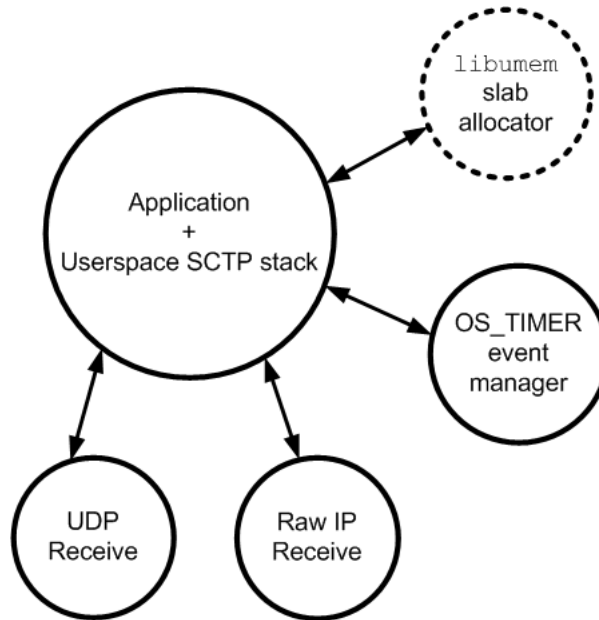 libumem
slab
allocator
Application
+
Userspace SCTP stack
OS_TIMER
event
manager
UDP
Receive
Raw IP
Receive